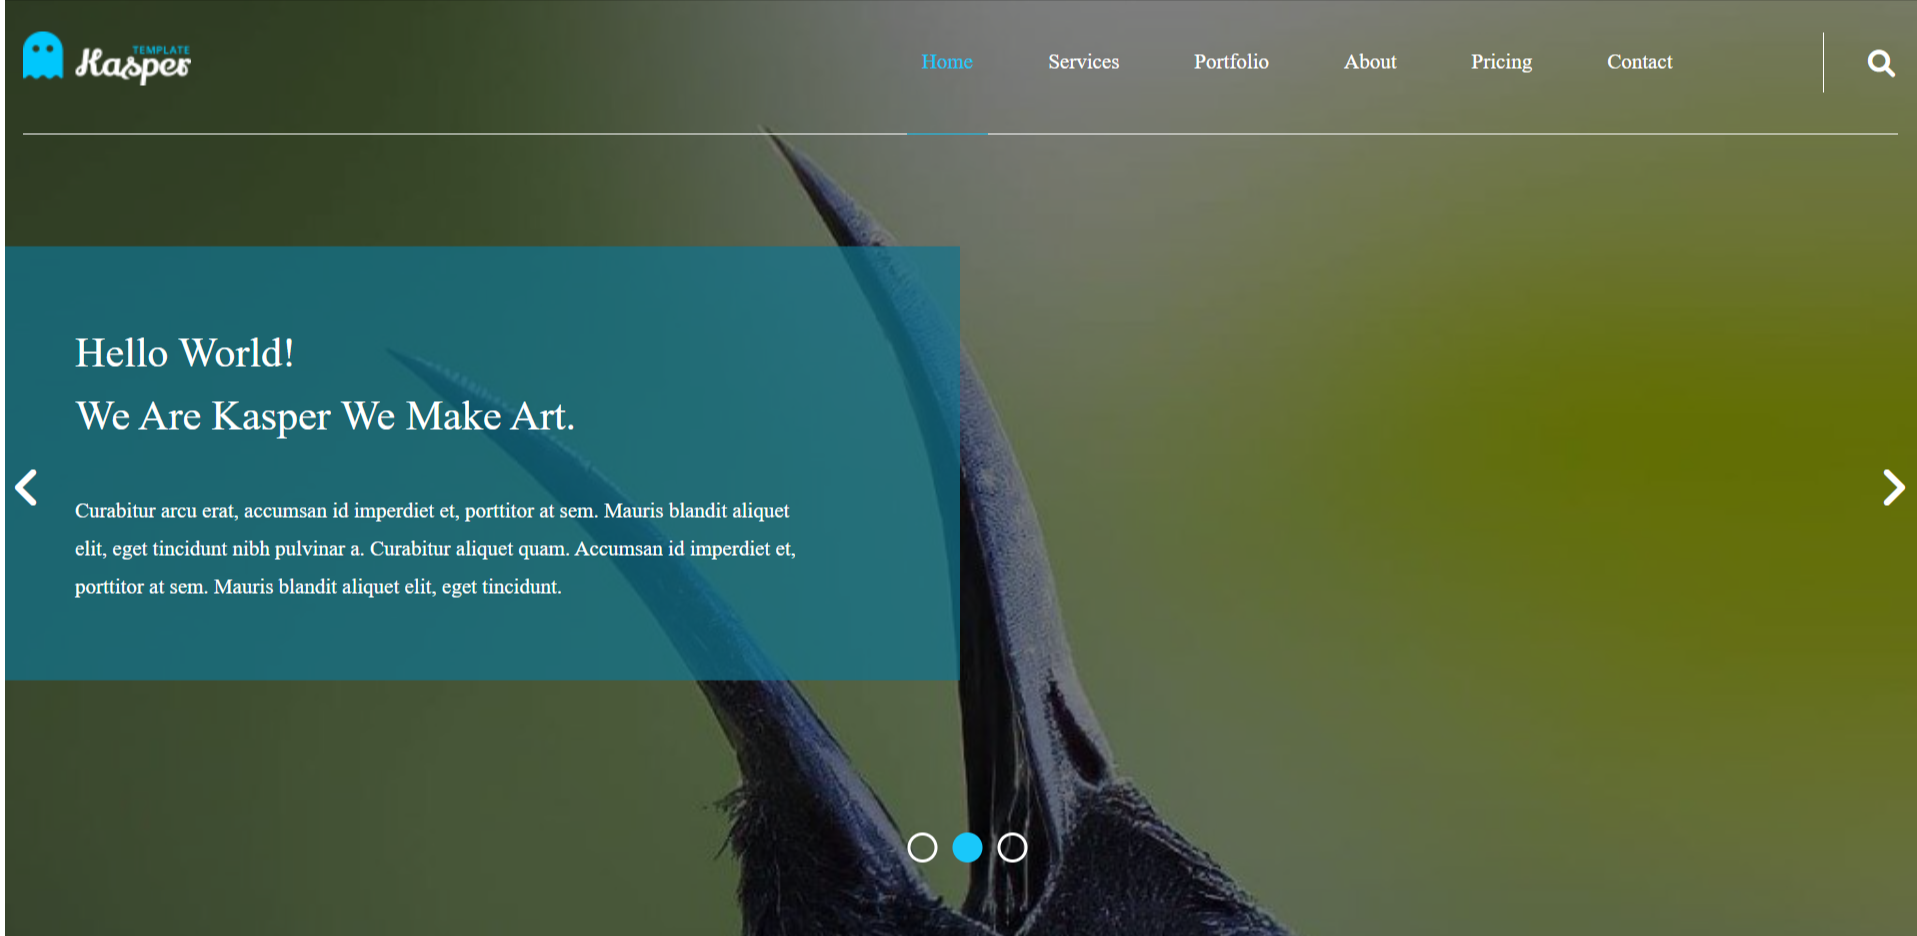 TEMPLATE
Kasper
Home Services Portfolio About Pricing Contact
Hello World!
We Are Kasper We Make Art.
Curabitur arcu erat, accumsan id imperdiet et, porttitor at sem. Mauris blandit aliquet
elit, eget tincidunt nibh pulvinar a. Curabitur aliquet quam. Accumsan id imperdiet et,
porttitor at sem. Mauris blandit aliquet elit, eget tincidunt.